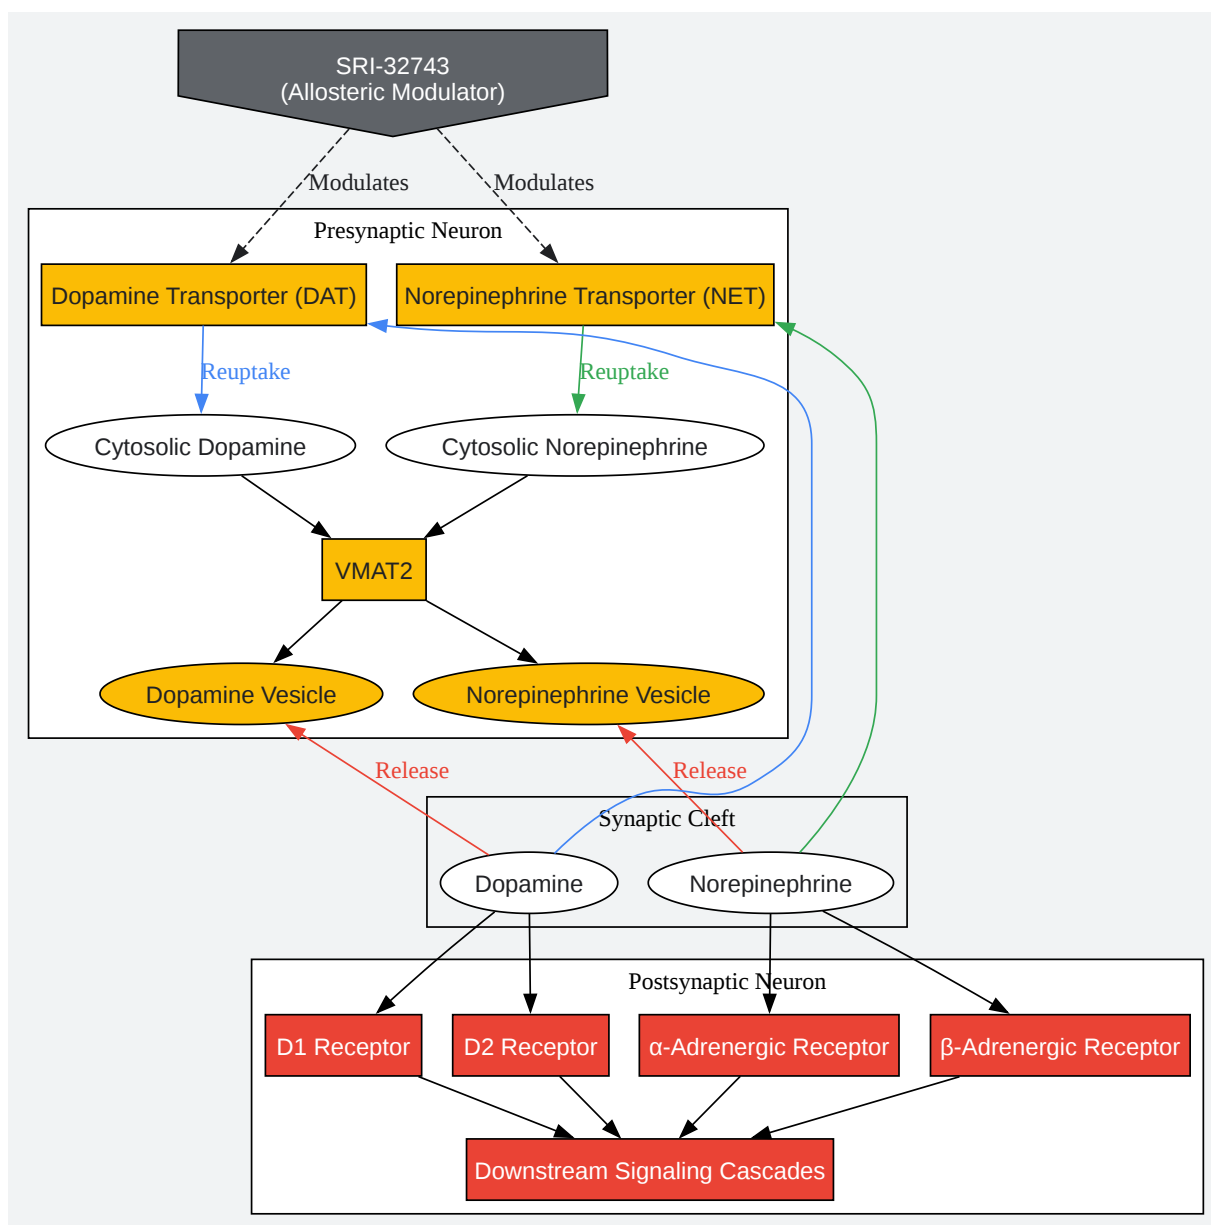 SRI-32743
(Allosteric Modulator)
Modulates
Modulates
Presynaptic Neuron
Dopamine Transporter (DAT)
Norepinephrine Transporter (NET)
Reuptake
Reuptake
Cytosolic Dopamine
Cytosolic Norepinephrine
VMAT2
Dopamine Vesicle
Norepinephrine Vesicle
Release
Release
Synaptic Cleft
Dopamine
Norepinephrine
Postsynaptic Neuron
D1 Receptor
D2 Receptor
α-Adrenergic Receptor
β-Adrenergic Receptor
Downstream Signaling Cascades